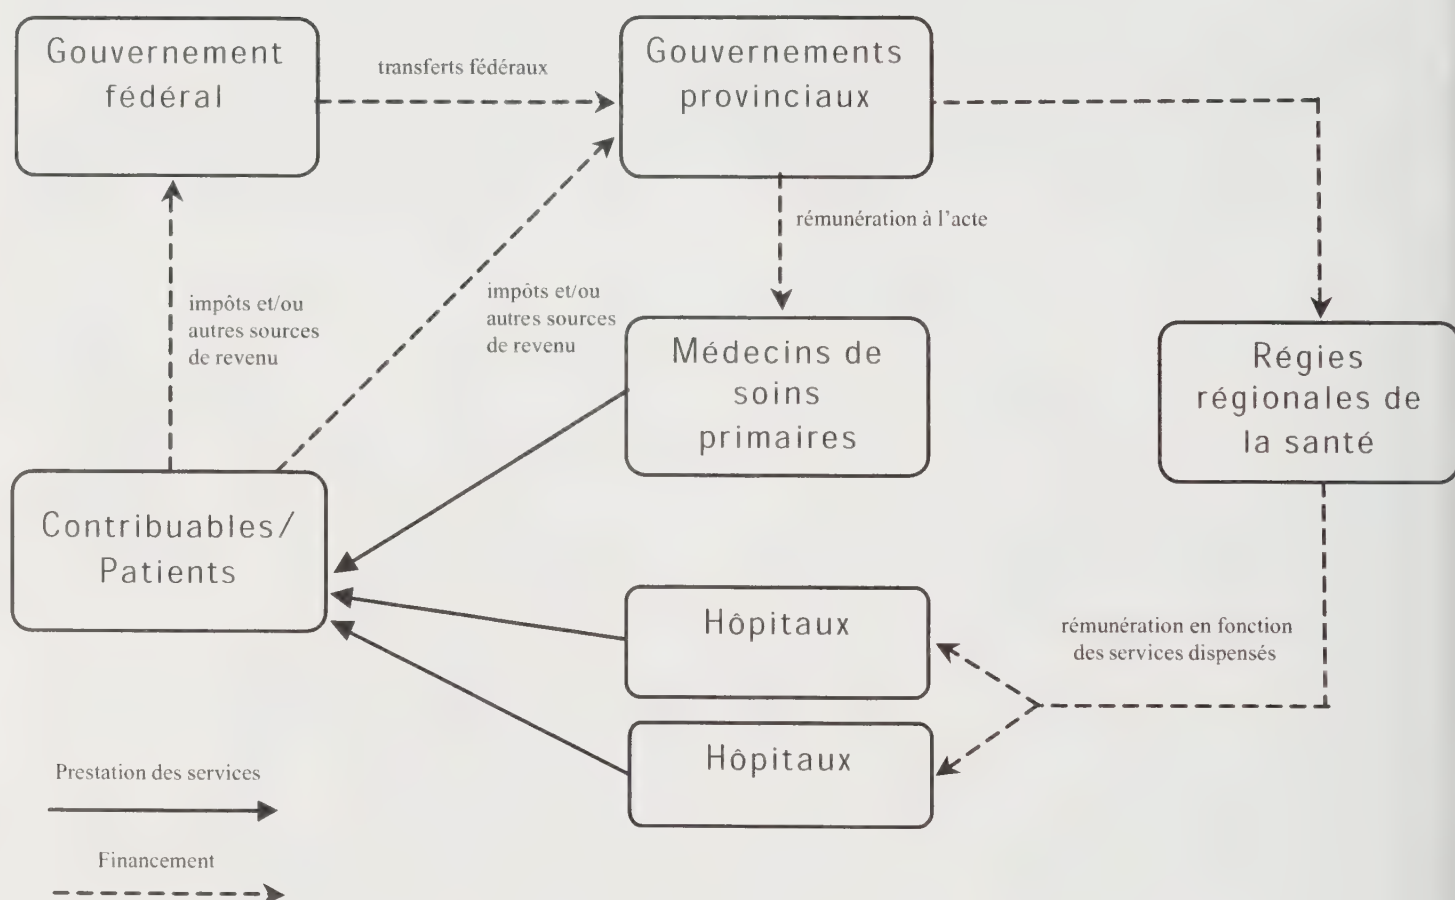 Gouvernement
fédéral
transferts fédéraux
Gouvernements
provinciaux
rémunération à l'acte
impôts et/ou
autres sources
de revenu
impôts et/ou
autres sources
de revenu
Médecins de
soins
primaires
Régies
régionales de
la santé
Contribuables/
Patients
Hôpitaux
rémunération en fonction
des services dispensés
Hôpitaux
Prestation des services
Financement